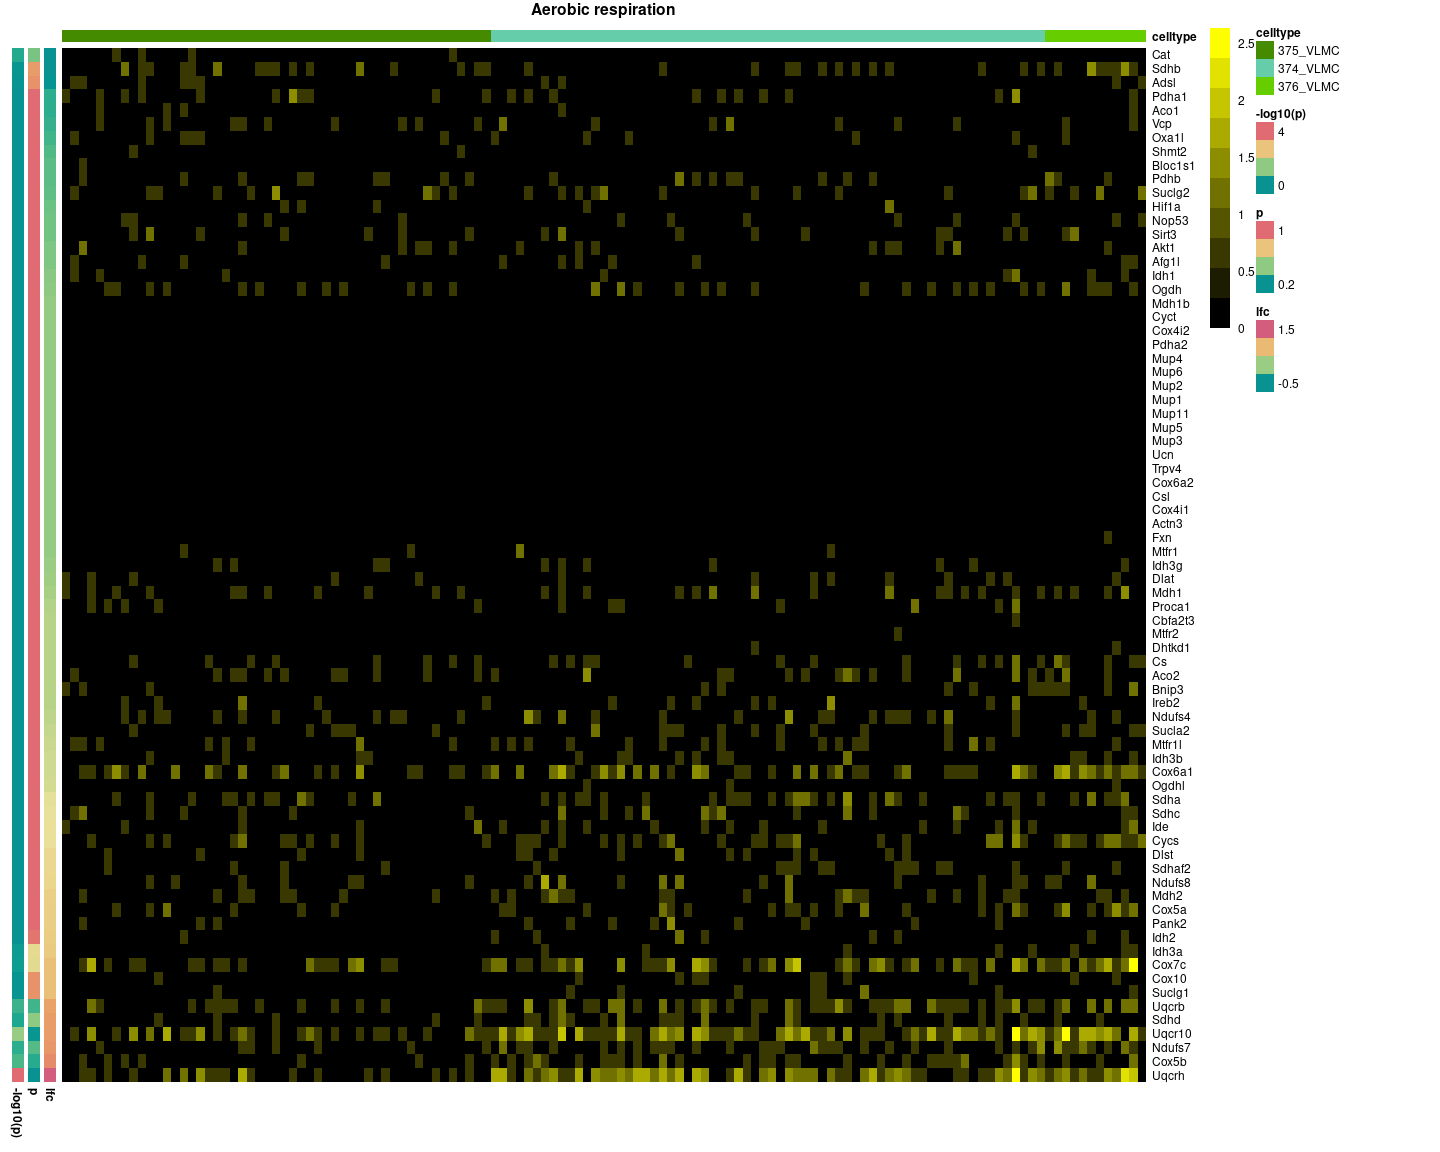 Aerobic respiration
celltype
Cat
Sdhb
Adsl
Pdha1
Aco1
Vcp
Oxa1l
Shmt2
Bloc1s1
Pdhb
Suclg2
Hif1a
Nop53
Sirt3
Akt1
Afg1l
Idh1
Ogdh
Mdh1b
Cyct
Cox4i2
Pdha2
Mup4
Mup6
Mup2
Mup1
Mup11
Mup5
Mup3
Ucn
Trpv4
Cox6a2
Csl
Cox4i1
Actn3
Fxn
Mtfr1
Idh3g
Dlat
Mdh1
Proca1
Cbfa2t3
Mtfr2
Dhtkd1
Cs
Aco2
Bnip3
Ireb2
Ndufs4
Sucla2
Mtfr1l
Idh3b
Cox6a1
Ogdhl
Sdha
Sdhc
Ide
Cycs
Dlst
Sdhaf2
Ndufs8
Mdh2
Cox5a
Pank2
Idh2
Idh3a
Cox7c
Cox10
Suclg1
Uqcrb
Sdhd
Uqcr10
Ndufs7
Cox5b
Uqcrh
-log10(p)
p
lfc
2.5
2
1.5
1
0.5
0
celltype
375_VLMC
374_VLMC
376_VLMC
-log10(p)
4
0
p
1
0.2
lfc
1.5
-0.5